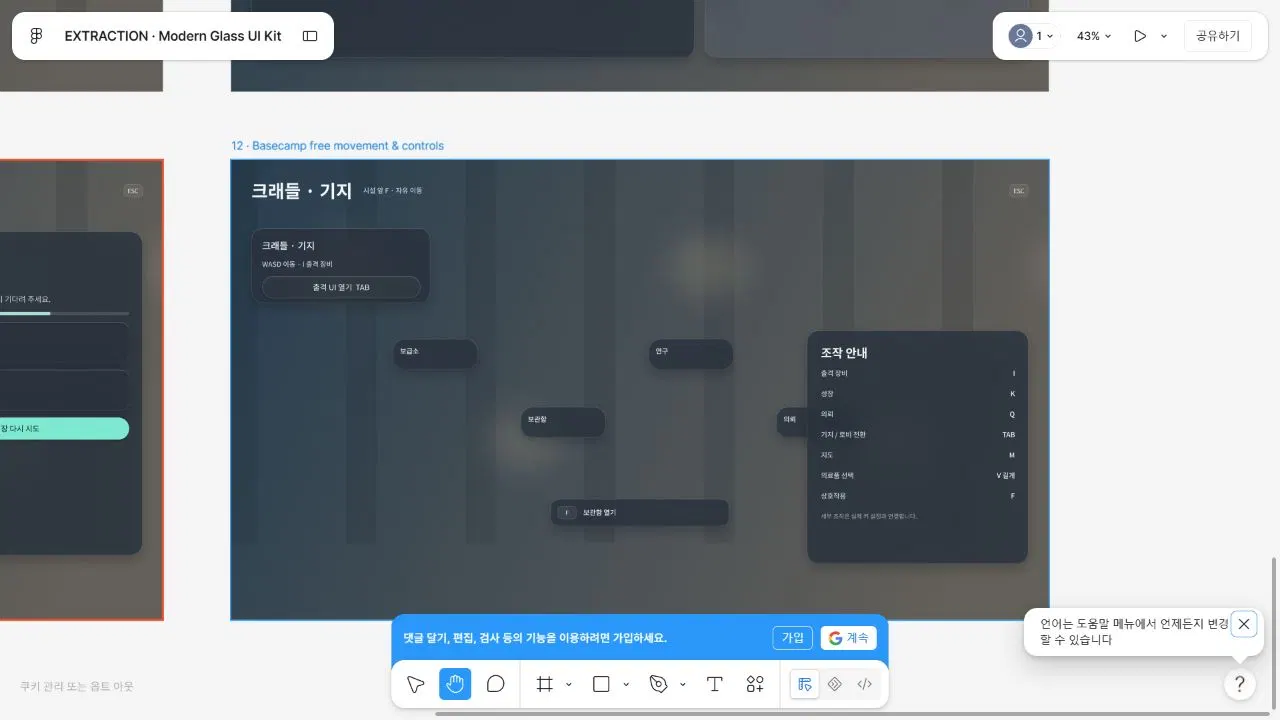 EXTRACTION · Modern Glass UI Kit
1
43%
공유하기
12 · Basecamp free movement & controls
ESC
크래들 · 기지
시설 앞 F · 자유 이동
ESC
크래들 · 기지
WASD 이동 · I 출격 장비
출격 UI 열기 TAB
기다려 주세요.
장 다시 시도
보급소
연구
보관함
의뢰
F 보관함 열기
조작 안내
출격 장비 I
성장 K
의뢰 Q
기지 / 로비 전환 TAB
지도 M
의료품 선택 V 길게
상호작용 F
세부 조작은 실제 키 설정과 연결합니다.
댓글 달기, 편집, 검사 등의 기능을 이용하려면 가입하세요.
가입
계속
언어는 도움말 메뉴에서 언제든지 변경
할 수 있습니다
쿠키 관리 또는 옵트 아웃
?